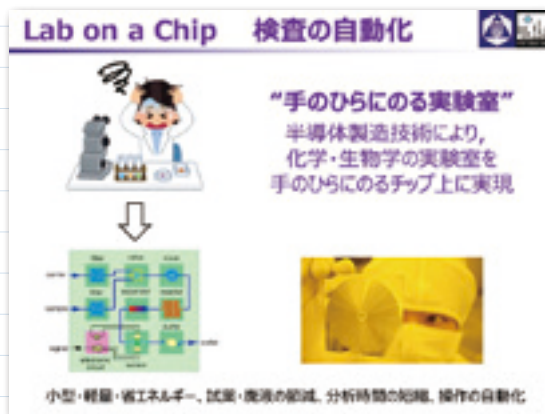 Lab on a Chip 検査の自動化
“手のひらにのる実験室”
半導体製造技術により,
化学・生物学の実験室を
手のひらにのるチップ上に実現
小型・軽量・省エネルギー、試薬・廃液の節減、分析時間の短縮、操作の自動化